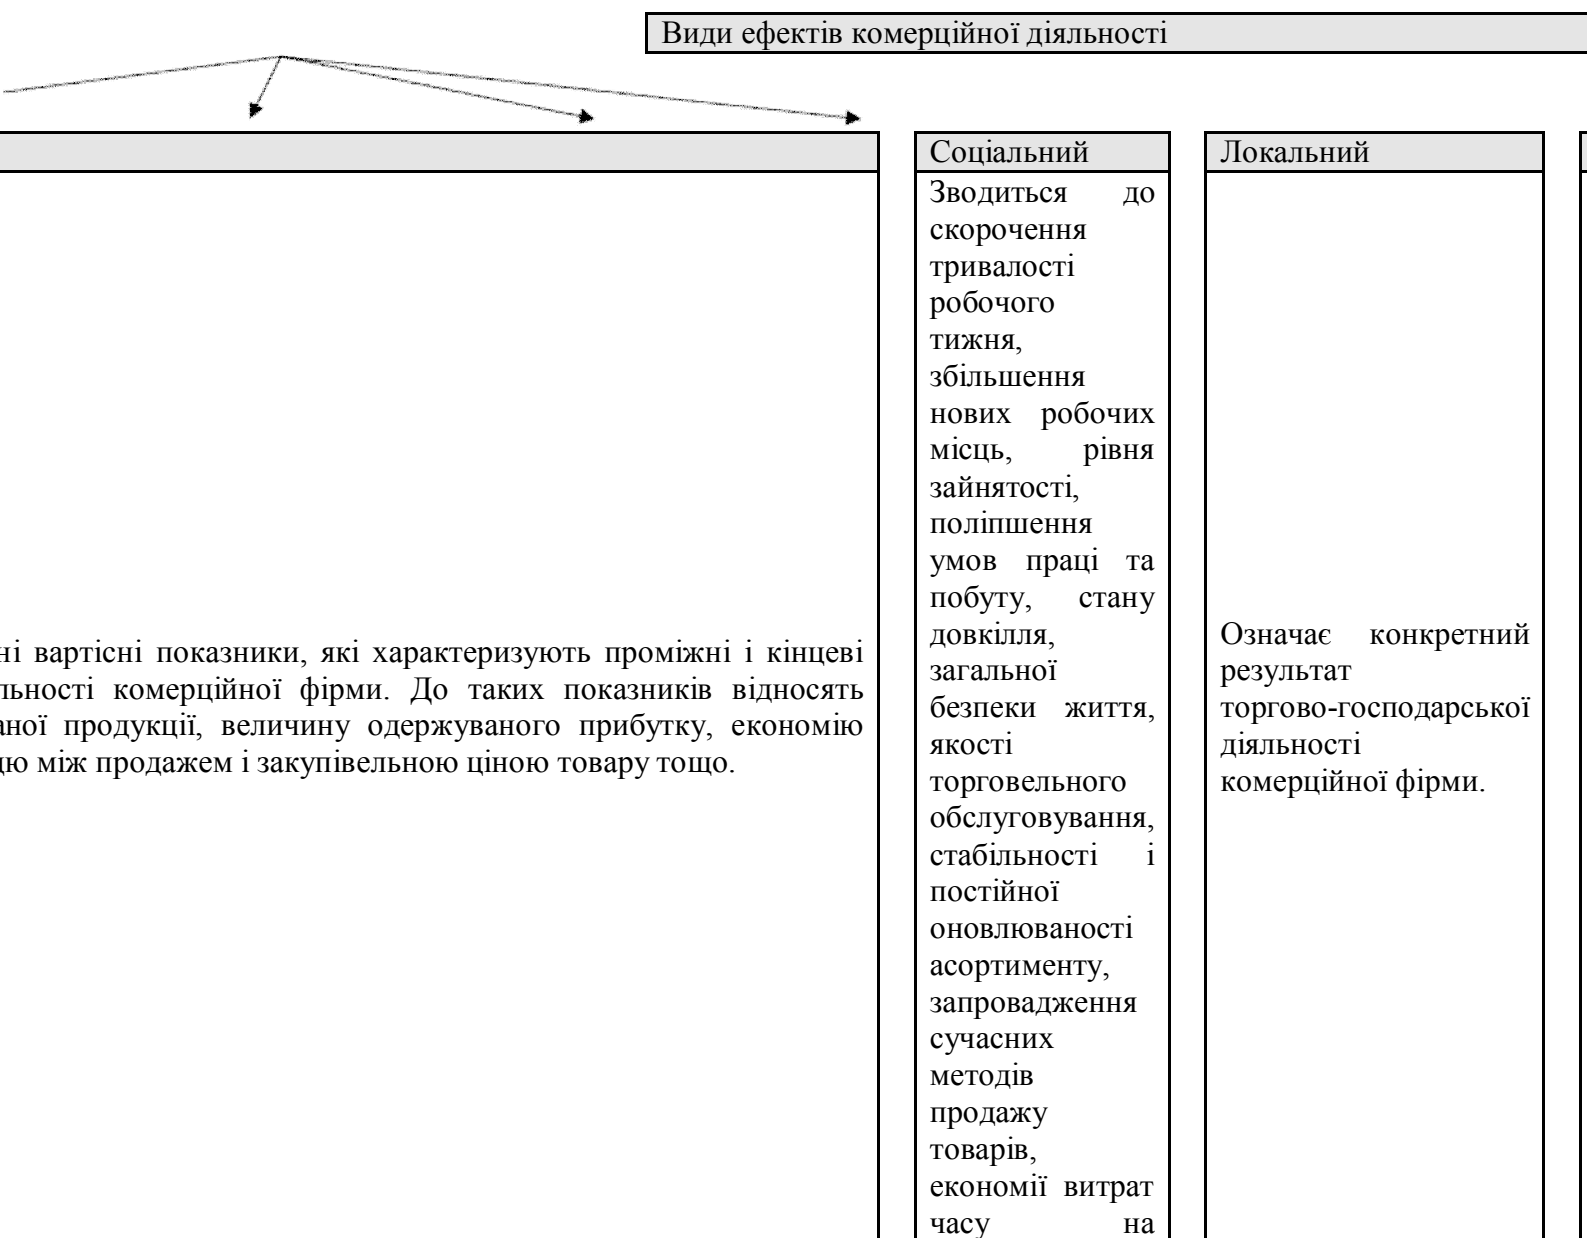 Види ефектів комерційної діяльності
вартісні показники, які характеризують проміжні і кінцеві
комерційної фірми. До таких показників відносять
продукції, величину одержуваного прибутку, економію
між продажем і закупівельною ціною товару тощо.
Соціальний
Зводиться до
скорочення
тривалості
робочого
тижня,
збільшення
нових робочих
місць, рівня
зайнятості,
поліпшення
умов праці та
побуту, стану
довкілля,
загальної
безпеки життя,
якості
торговельного
обслуговування,
стабільності і
постійної
оновлюваності
асортименту,
запровадження
сучасних
методів
продажу
товарів,
економії витрат
часу на
Локальний
Означає конкретний
результат
торгово-господарської
діяльності
комерційної фірми.